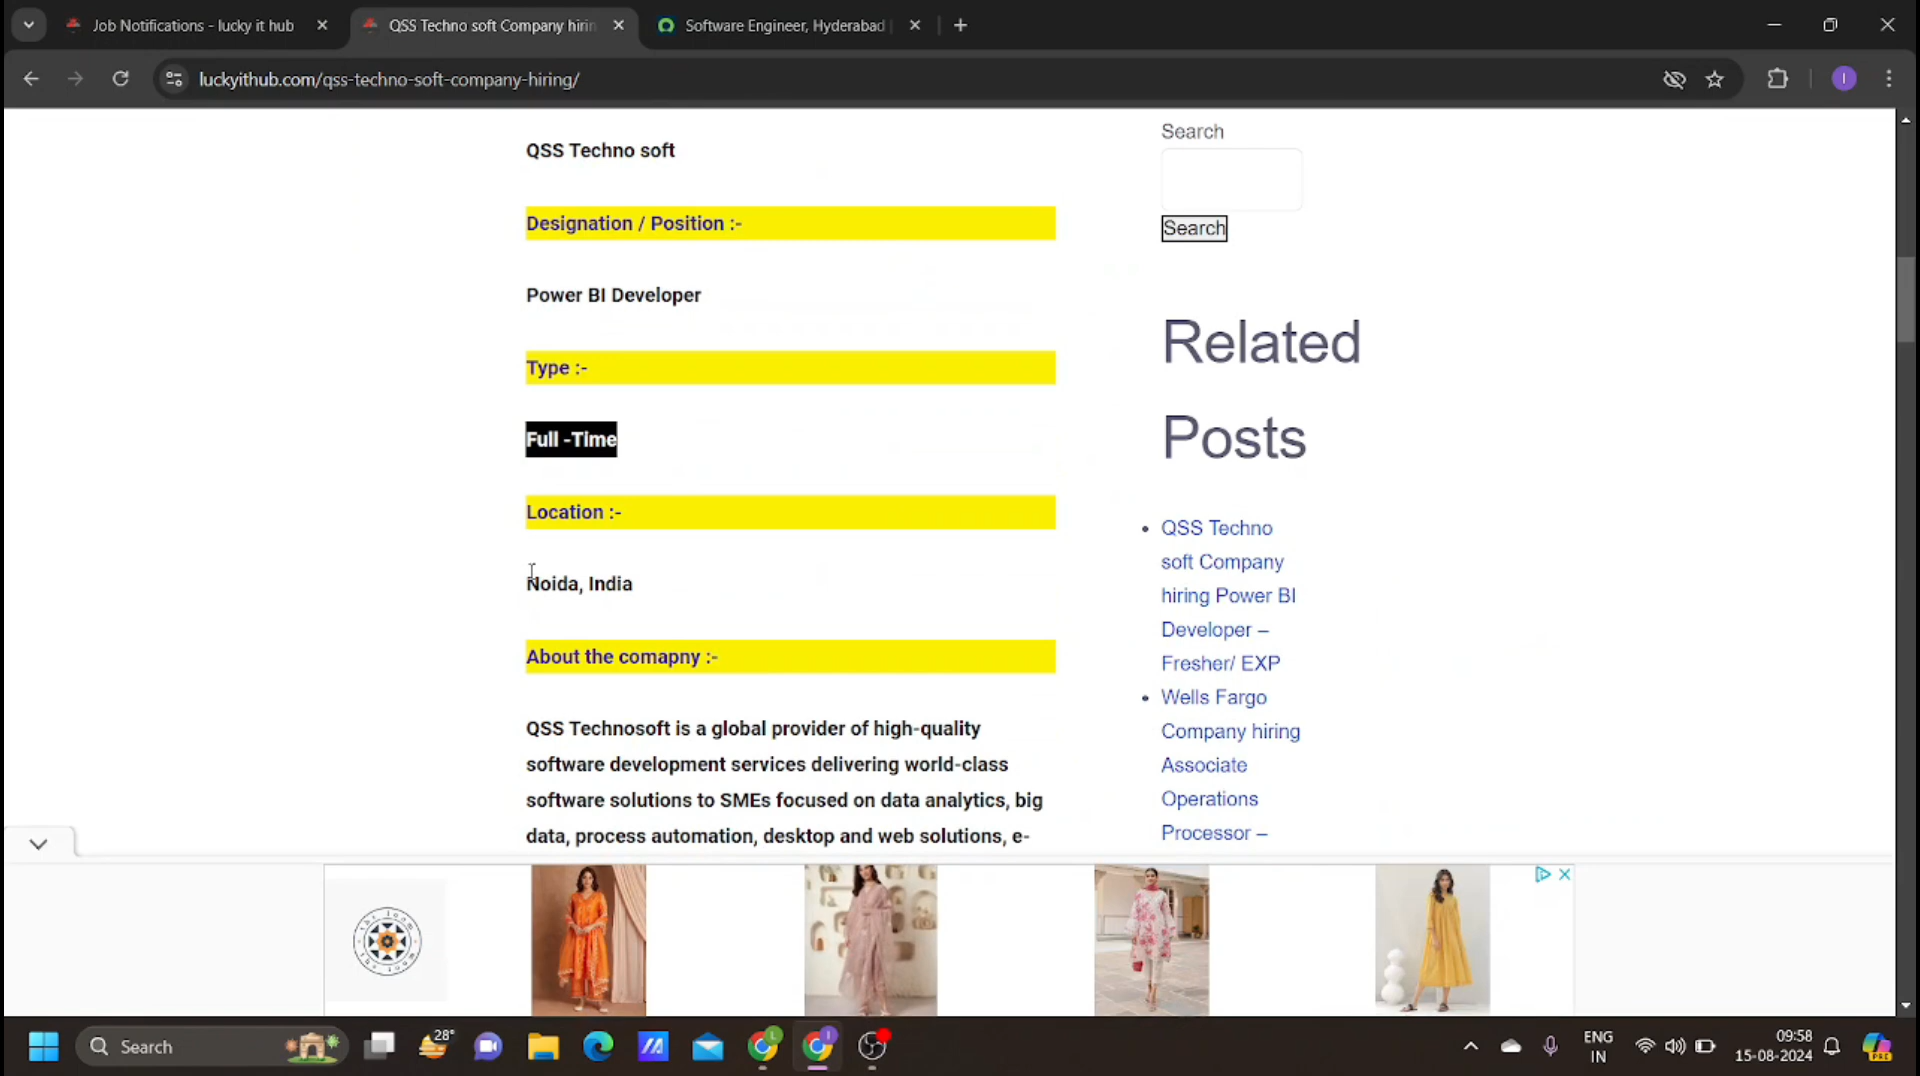 Job Notifications - lucky it hub
QSS Techno soft Company hirin
Software Engineer, Hyderabad
luckyithub.com/qss-techno-soft-company-hiring/
I
QSS Techno soft
Designation / Position :-
Power BI Developer
Type :-
Full -Time
Location :-
Noida, India
About the comapny :-
QSS Technosoft is a global provider of high-quality
software development services delivering world-class
software solutions to SMEs focused on data analytics, big
data, process automation, desktop and web solutions, e-
Search
Search
Related
Posts
QSS Techno
soft Company
hiring Power BI
Developer –
Fresher/ EXP
Wells Fargo
Company hiring
Associate
Operations
Processor –
Search
28°
ENG
IN
09:58
15-08-2024